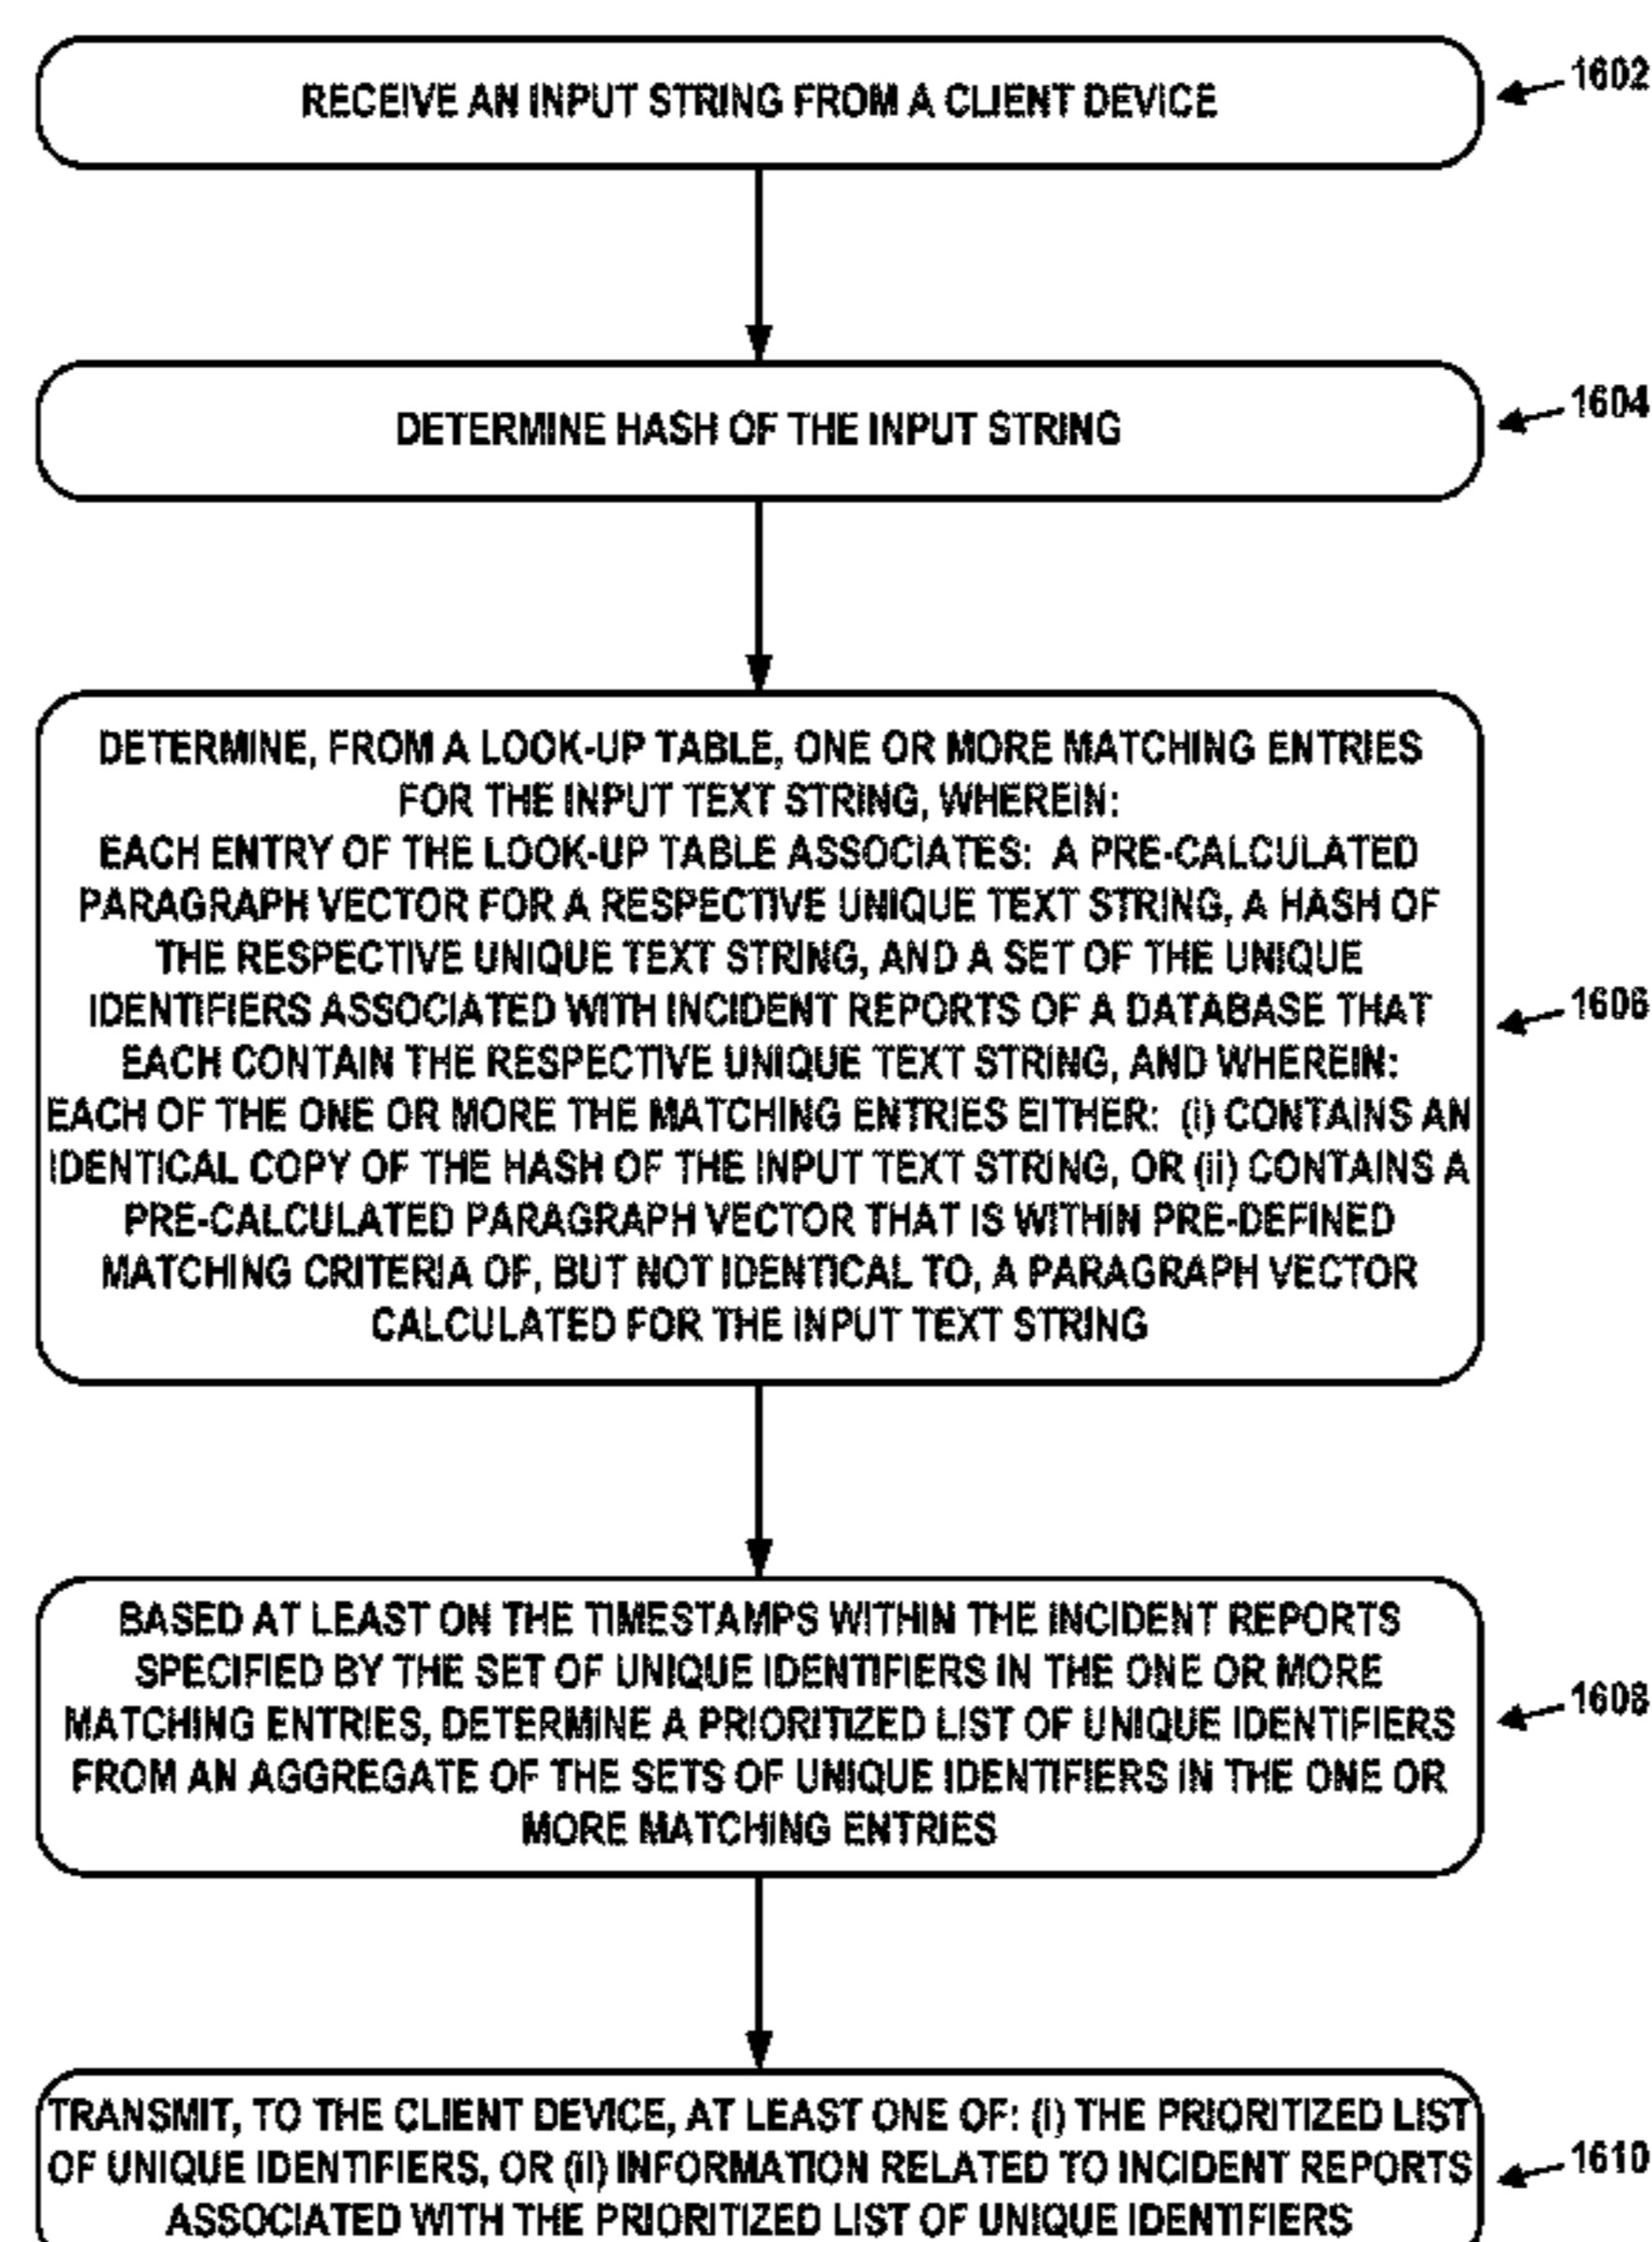 RECEIVE AN INPUT STRING FROM A CLIENT DEVICE
1602
DETERMINE HASH OF THE INPUT STRING
1604
DETERMINE, FROM A LOOK-UP TABLE, ONE OR MORE MATCHING ENTRIES
FOR THE INPUT TEXT STRING, WHEREIN:
EACH ENTRY OF THE LOOK-UP TABLE ASSOCIATES: A PRE-CALCULATED
PARAGRAPH VECTOR FOR A RESPECTIVE UNIQUE TEXT STRING, A HASH OF
THE RESPECTIVE UNIQUE TEXT STRING, AND A SET OF THE UNIQUE
IDENTIFIERS ASSOCIATED WITH INCIDENT REPORTS OF A DATABASE THAT
EACH CONTAIN THE RESPECTIVE UNIQUE TEXT STRING, AND WHEREIN:
EACH OF THE ONE OR MORE THE MATCHING ENTRIES EITHER: (i) CONTAINS AN
IDENTICAL COPY OF THE HASH OF THE INPUT TEXT STRING, OR (ii) CONTAINS A
PRE-CALCULATED PARAGRAPH VECTOR THAT IS WITHIN PRE-DEFINED
MATCHING CRITERIA OF, BUT NOT IDENTICAL TO, A PARAGRAPH VECTOR
CALCULATED FOR THE INPUT TEXT STRING
1606
BASED AT LEAST ON THE TIMESTAMPS WITHIN THE INCIDENT REPORTS
SPECIFIED BY THE SET OF UNIQUE IDENTIFIERS IN THE ONE OR MORE
MATCHING ENTRIES, DETERMINE A PRIORITIZED LIST OF UNIQUE IDENTIFIERS
FROM AN AGGREGATE OF THE SETS OF UNIQUE IDENTIFIERS IN THE ONE OR
MORE MATCHING ENTRIES
1608
TRANSMIT, TO THE CLIENT DEVICE, AT LEAST ONE OF: (i) THE PRIORITIZED LIST
OF UNIQUE IDENTIFIERS, OR (ii) INFORMATION RELATED TO INCIDENT REPORTS
ASSOCIATED WITH THE PRIORITIZED LIST OF UNIQUE IDENTIFIERS
1610